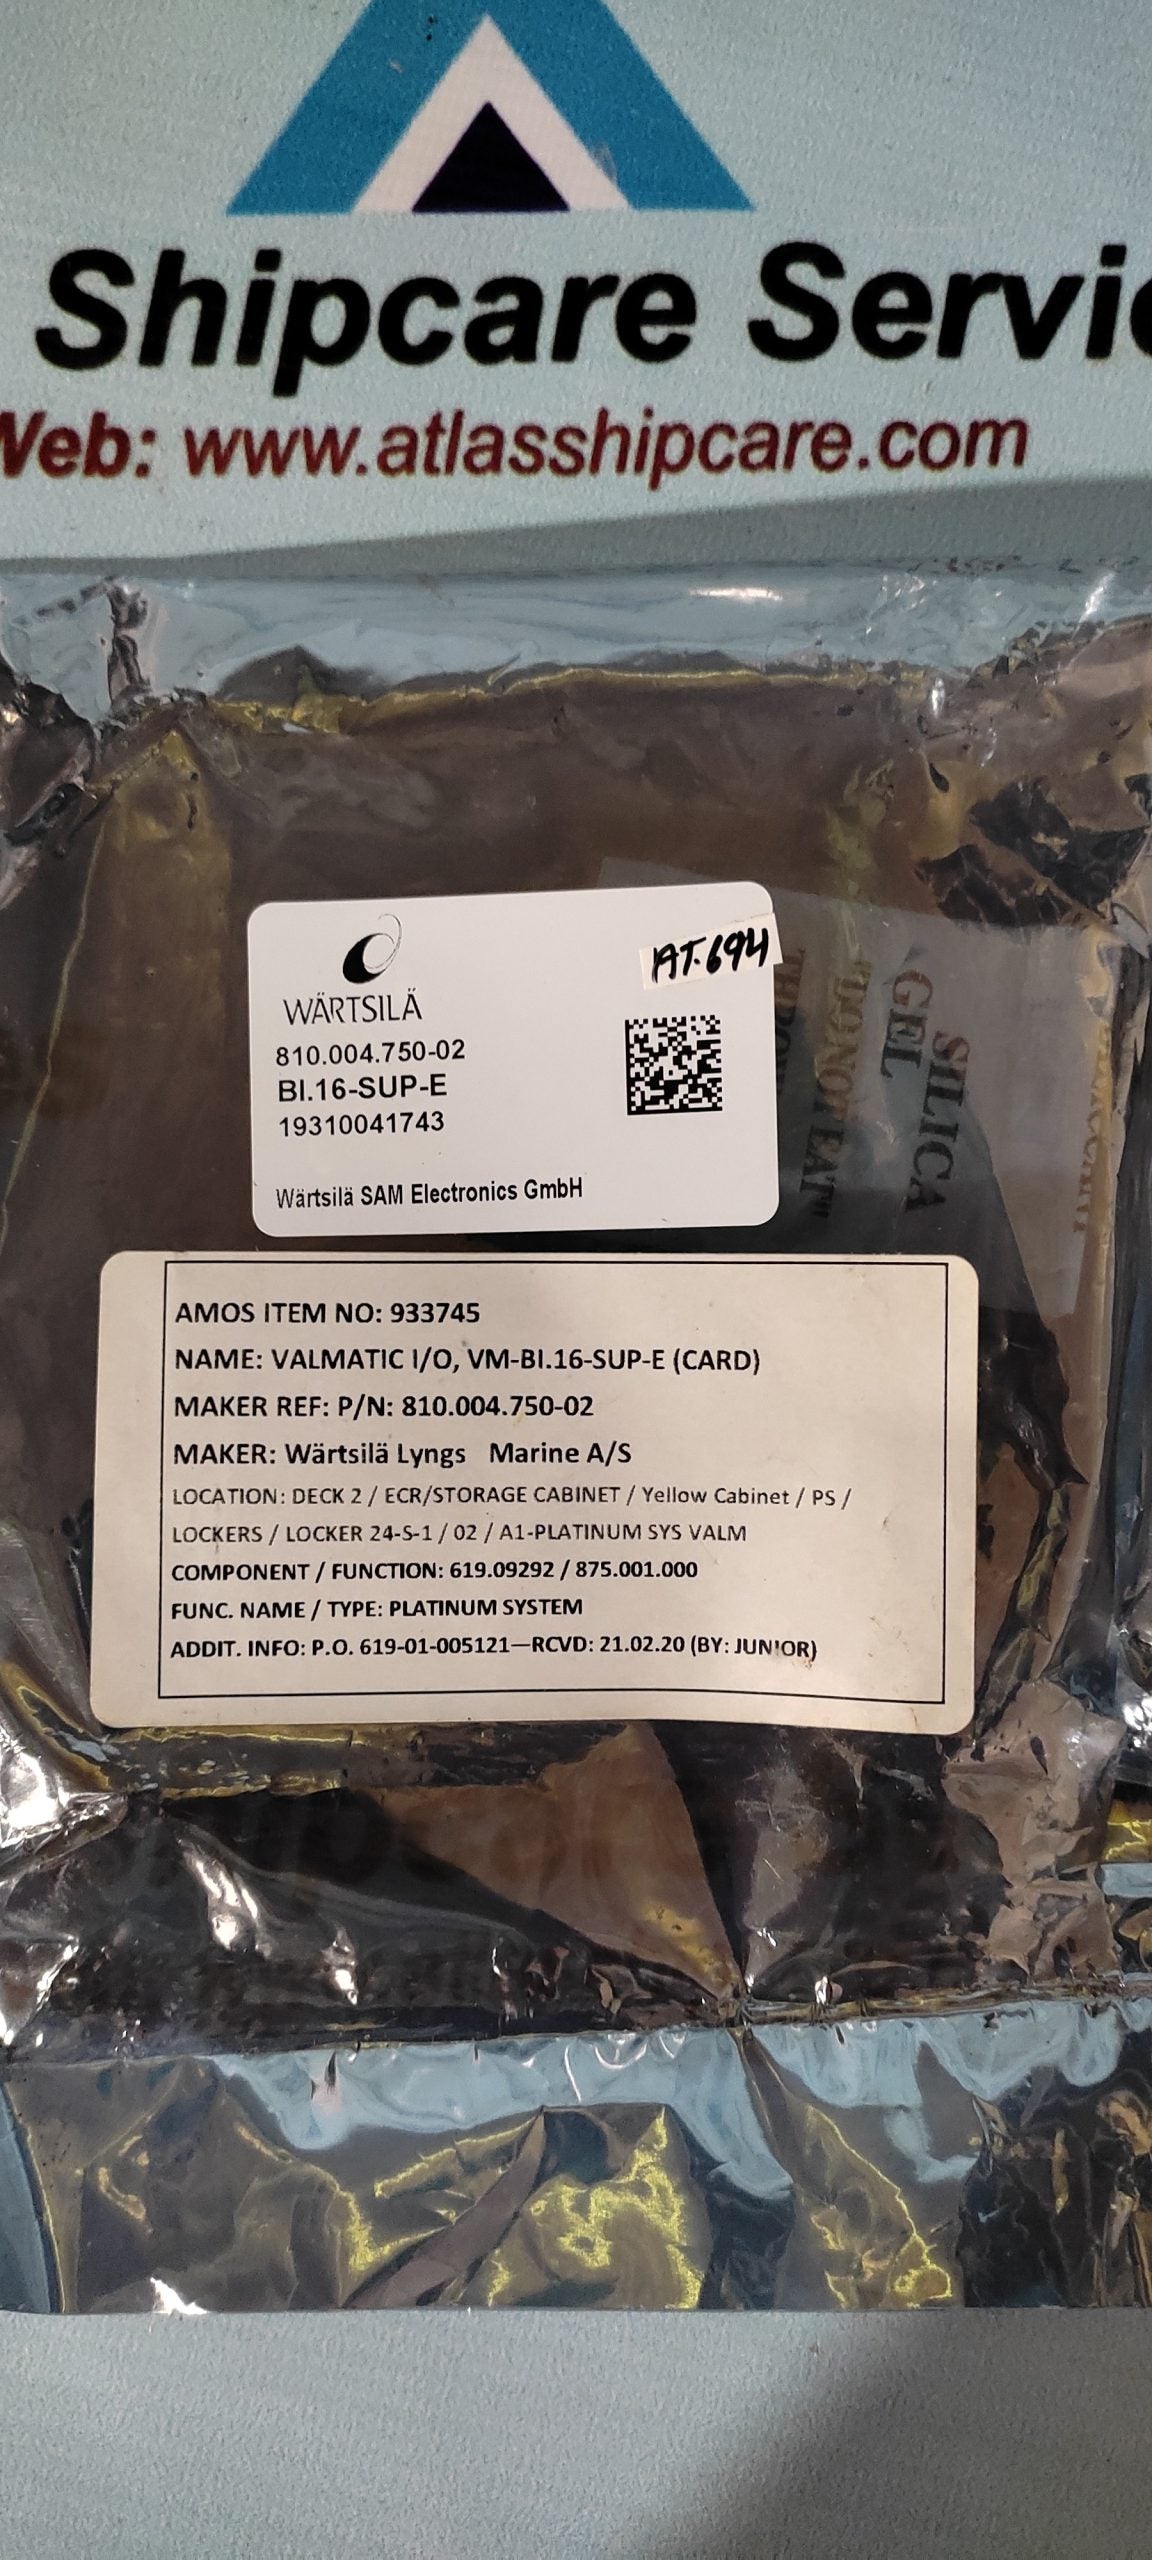 Shipcare Servic
Web: www.atlasshipcare.com
AT.694
WÄRTSILÄ
810.004.750-02
BI.16-SUP-E
19310041743
Wärtsilä SAM Electronics GmbH
SILICA
GEL
DO NOT EAT
AMOS ITEM NO: 933745
NAME: VALMATIC I/O, VM-BI.16-SUP-E (CARD)
MAKER REF: P/N: 810.004.750-02
MAKER: Wärtsilä Lyngs Marine A/S
LOCATION: DECK 2 / ECR/STORAGE CABINET / Yellow Cabinet / PS /
LOCKERS / LOCKER 24-S-1 / 02 / A1-PLATINUM SYS VALM
COMPONENT / FUNCTION: 619.09292 / 875.001.000
FUNC. NAME / TYPE: PLATINUM SYSTEM
ADDIT. INFO: P.O. 619-01-005121—RCVD: 21.02.20 (BY: JUNIOR)